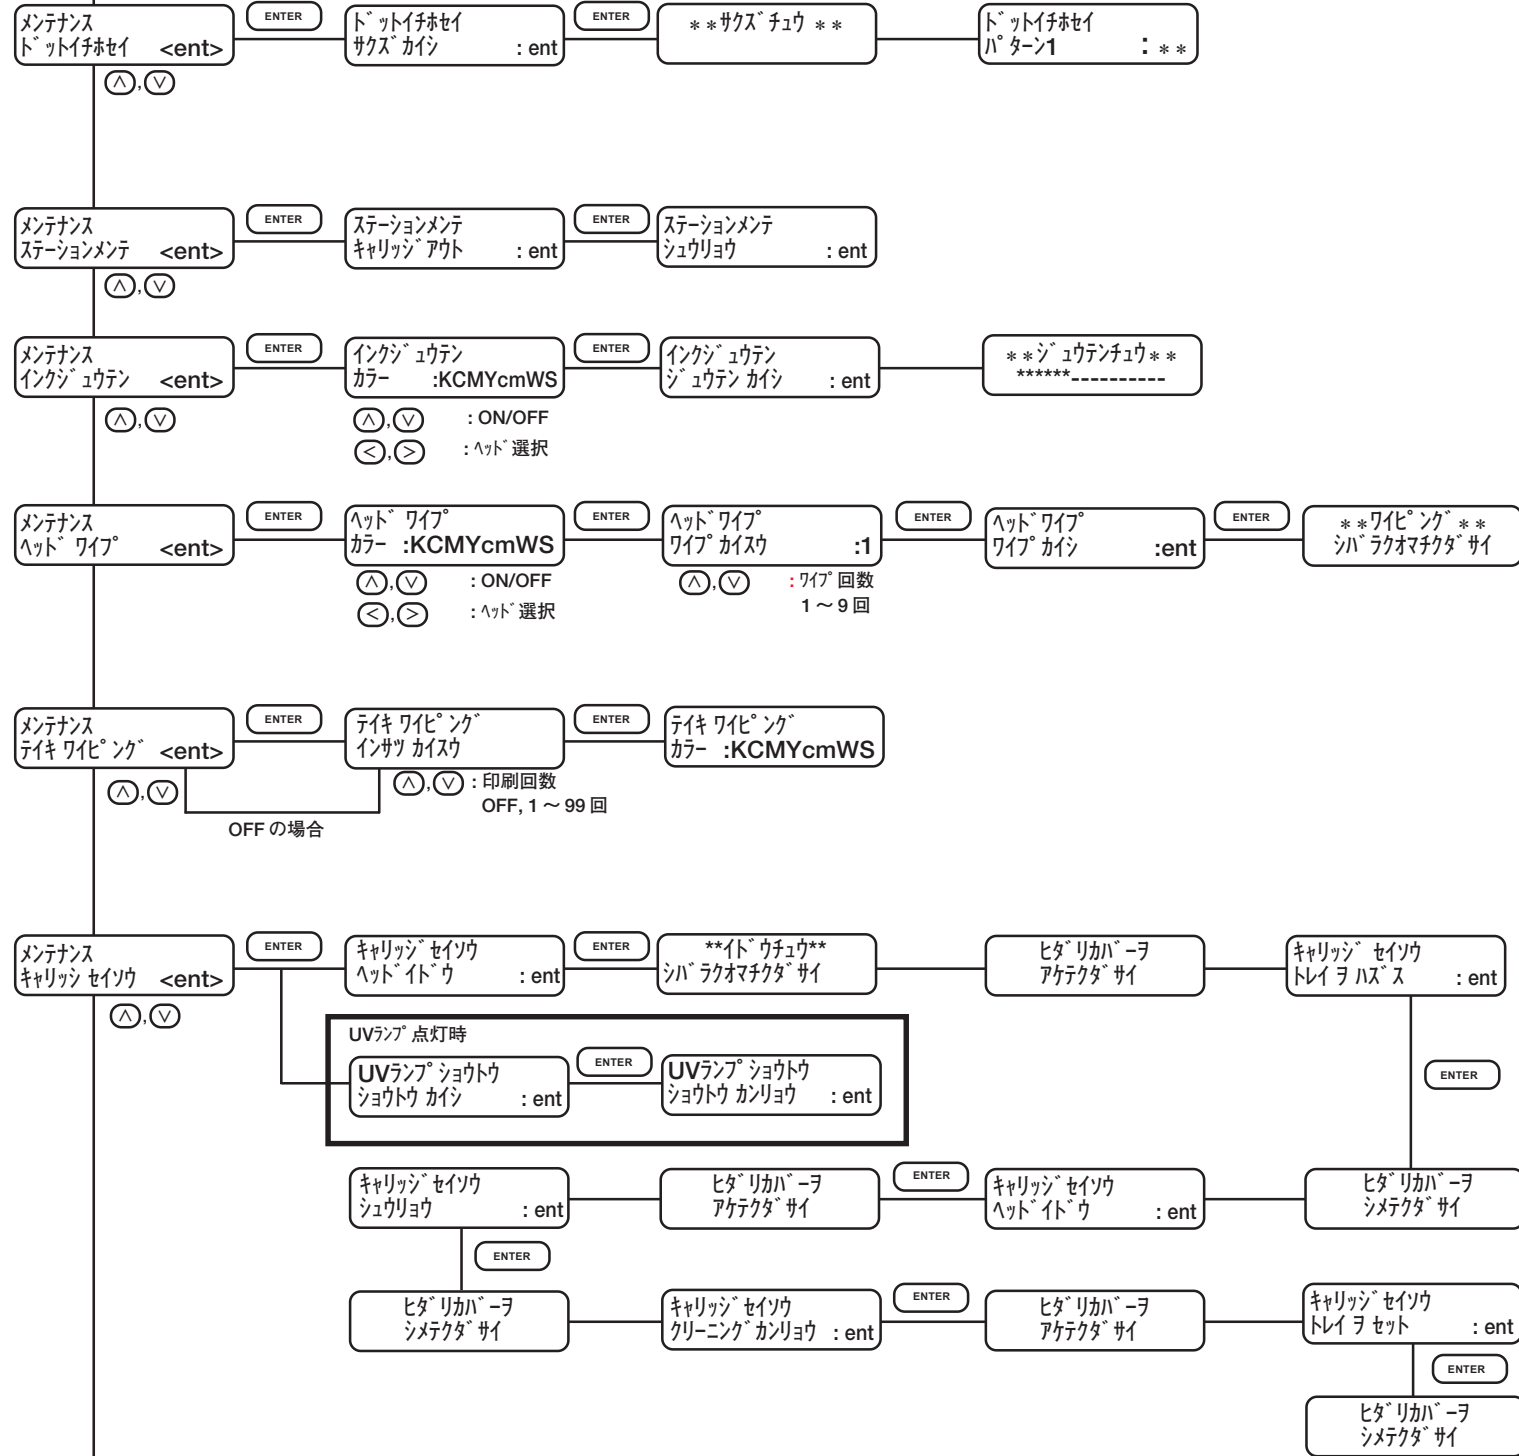 メンテナンス
ドットイチホセイ <ent>
ENTER
ドットイチホセイ
サクズカイシ : ent
ENTER
**サクズチュウ **
ドットイチホセイ
パターン1 : **
∧,∨
メンテナンス
ステーションメンテ <ent>
ENTER
ステーションメンテ
キャリッジアウト : ent
ENTER
ステーションメンテ
シュウリョウ : ent
∧,∨
メンテナンス
インクジュウテン <ent>
ENTER
インクジュウテン
カラー :KCMYcmWS
ENTER
インクジュウテン
ジュウテン カイシ : ent
**ジュウテンチュウ**
******----------
∧,∨
∧,∨ : ON/OFF
<,> : ヘッド選択
メンテナンス
ヘッド ワイプ <ent>
ENTER
ヘッド ワイプ
カラー :KCMYcmWS
ENTER
ヘッドワイプ
ワイプカイスウ :1
ENTER
ヘッドワイプ
ワイプカイシ :ent
ENTER
**ワイピング**
シバラクオマチクダサイ
∧,∨ : ON/OFF
<,> : ヘッド選択
∧,∨ : ワイプ回数
1～9回
メンテナンス
テイキ ワイピング <ent>
ENTER
テイキ ワイピング
インサツ カイスウ
ENTER
テイキ ワイピング
カラー :KCMYcmWS
∧,∨
∧,∨ : 印刷回数
OFF, 1～99回
OFFの場合
メンテナンス
キャリッシ セイソウ <ent>
ENTER
キャリッジセイソウ
ヘッドイドウ : ent
ENTER
**イドウチュウ**
シバラクオマチクダサイ
ヒダリカバーヲ
アケテクダサイ
キャリッジ セイソウ
トレイ ヲ ハズス : ent
∧,∨
UVランプ点灯時
UVランプショウトウ
ショウトウ カイシ : ent
ENTER
UVランプショウトウ
ショウトウ カンリョウ : ent
ENTER
キャリッジセイソウ
シュウリョウ : ent
ヒダリカバーヲ
アケテクダサイ
ENTER
キャリッジセイソウ
ヘッドイドウ : ent
ヒダリカバーヲ
シメテクダサイ
ENTER
ヒダリカバーヲ
シメテクダサイ
キャリッジセイソウ
クリーニングカンリョウ : ent
ENTER
ヒダリカバーヲ
アケテクダサイ
キャリッジセイソウ
トレイ ヲ セット : ent
ENTER
ヒダリカバーヲ
シメテクダサイ